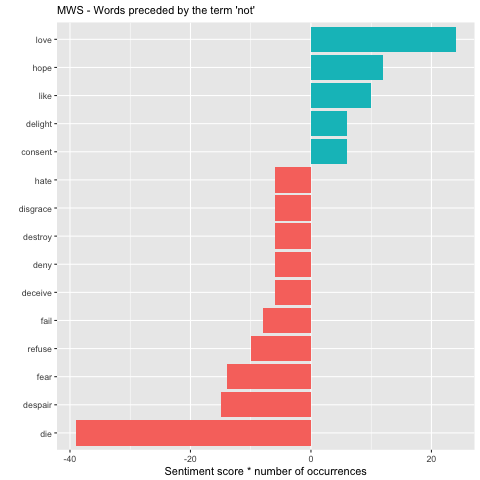 MWS - Words preceded by the term 'not'
love
hope
like
delight
consent
hate
disgrace
destroy
deny
deceive
fail
refuse
fear
despair
die
-40 -20 0 20
Sentiment score * number of occurrences